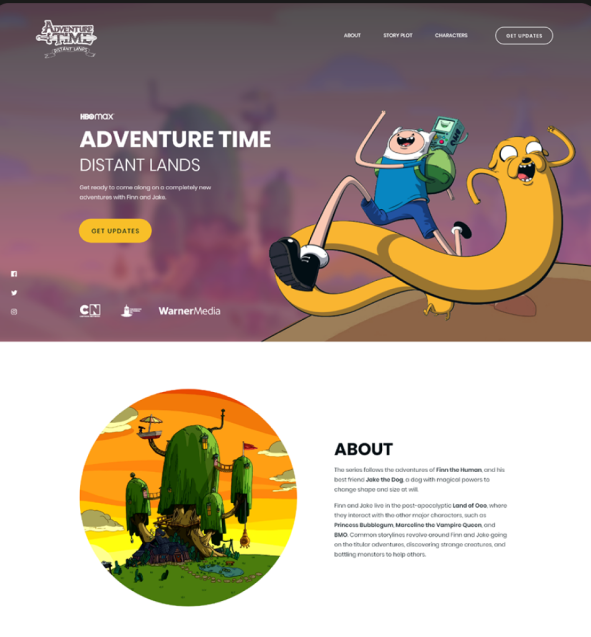 ADVENTURE
TIME
DISTANT LANDS
ABOUT
STORY PLOT
CHARACTERS
GET UPDATES
HBOmax
ADVENTURE TIME
DISTANT LANDS
Get ready to come along on a completely new
adventures with Finn and Jake.
GET UPDATES
CN
WarnerMedia
ABOUT
The series follows the adventures of Finn the Human, and his
best friend Jake the Dog, a dog with magical powers to
change shape and size at will.
Finn and Jake live in the post-apocalyptic Land of Ooo, where
they interact with the other major characters, such as
Princess Bubblegum, Marceline the Vampire Queen, and
BMO. Common storylines revolve around Finn and Jake going
on the titular adventures, discovering strange creatures, and
battling monsters to help others.